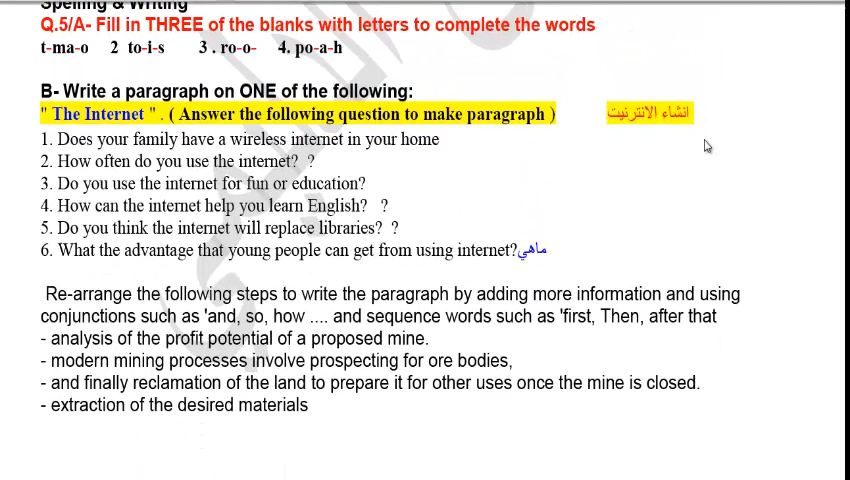 Spelling & Writing
Q.5/A- Fill in THREE of the blanks with letters to complete the words
t-ma-o 2 to-i-s 3 . ro-o- 4. po-a-h
B- Write a paragraph on ONE of the following:
" The Internet " . ( Answer the following question to make paragraph ) انشاء الانترنيت
1. Does your family have a wireless internet in your home
2. How often do you use the internet? ?
3. Do you use the internet for fun or education?
4. How can the internet help you learn English? ?
5. Do you think the internet will replace libraries? ?
6. What the advantage that young people can get from using internet?ماهي
Re-arrange the following steps to write the paragraph by adding more information and using
conjunctions such as 'and, so, how .... and sequence words such as 'first, Then, after that
- analysis of the profit potential of a proposed mine.
- modern mining processes involve prospecting for ore bodies,
- and finally reclamation of the land to prepare it for other uses once the mine is closed.
- extraction of the desired materials